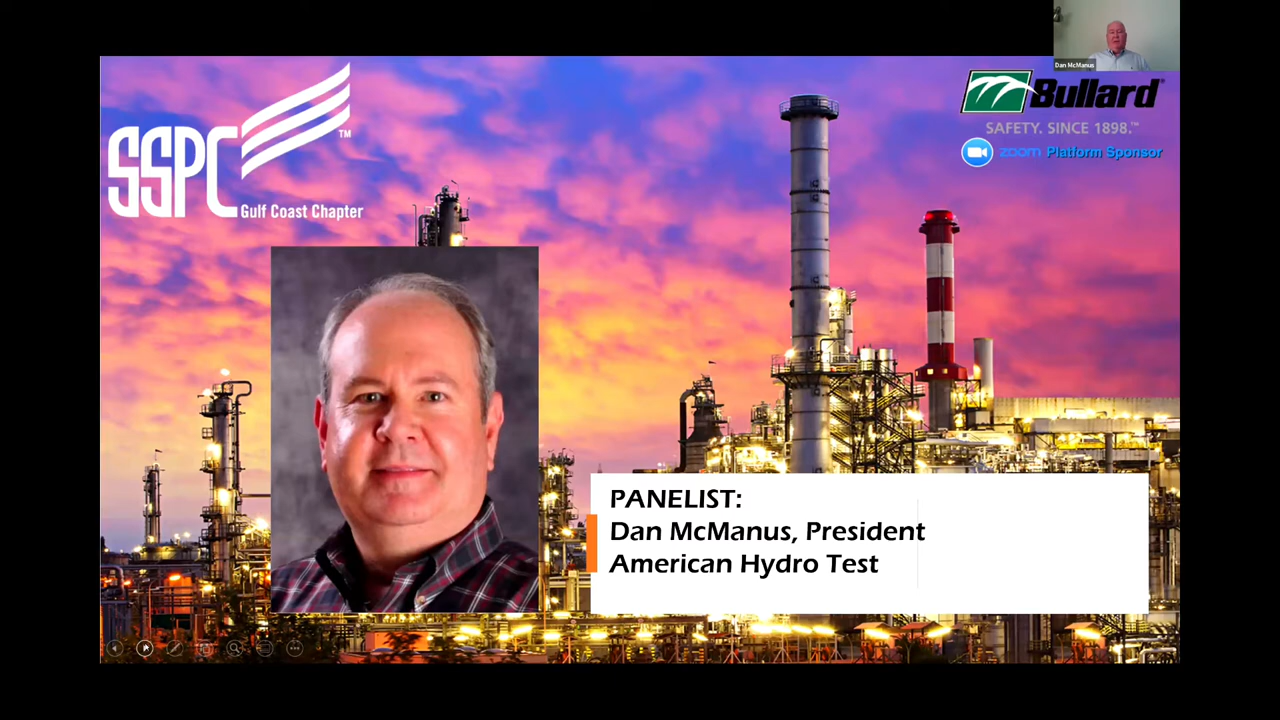 Dan McManus
SSPC™
Gulf Coast Chapter
Bullard®
SAFETY. SINCE 1898.™
zoom Platform Sponsor
PANELIST:
Dan McManus, President
American Hydro Test